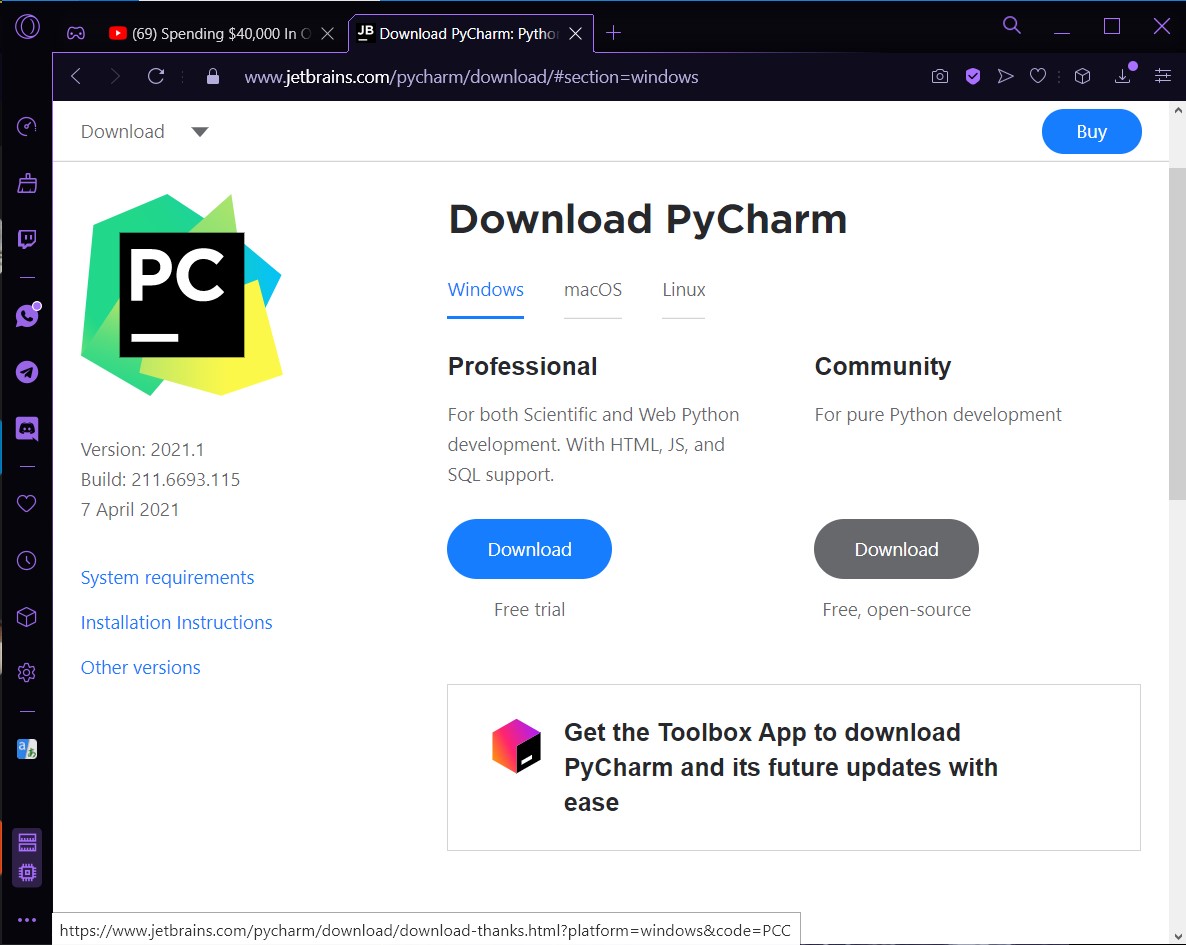 (69) Spending $40,000 In O
JB Download PyCharm: Pytho
www.jetbrains.com/pycharm/download/#section=windows
Download
Buy
PC
Download PyCharm
Windows macOS Linux
Professional
For both Scientific and Web Python
development. With HTML, JS, and
SQL support.
Download
Free trial
Community
For pure Python development
Download
Free, open-source
Version: 2021.1
Build: 211.6693.115
7 April 2021
System requirements
Installation Instructions
Other versions
Get the Toolbox App to download
PyCharm and its future updates with
ease
https://www.jetbrains.com/pycharm/download/download-thanks.html?platform=windows&code=PCC